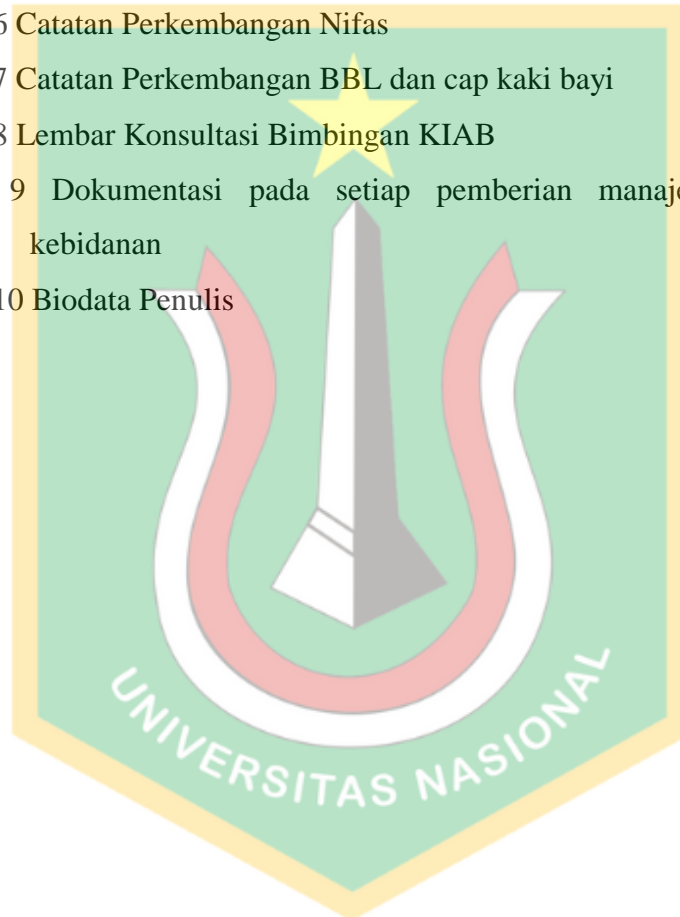 6 Catatan Perkembangan Nifas
7 Catatan Perkembangan BBL dan cap kaki bayi
8 Lembar Konsultasi Bimbingan KIAB
9 Dokumentasi pada setiap pemberian
kebidanan
10 Biodata Penulis
UNIVERSITAS NASIONAL